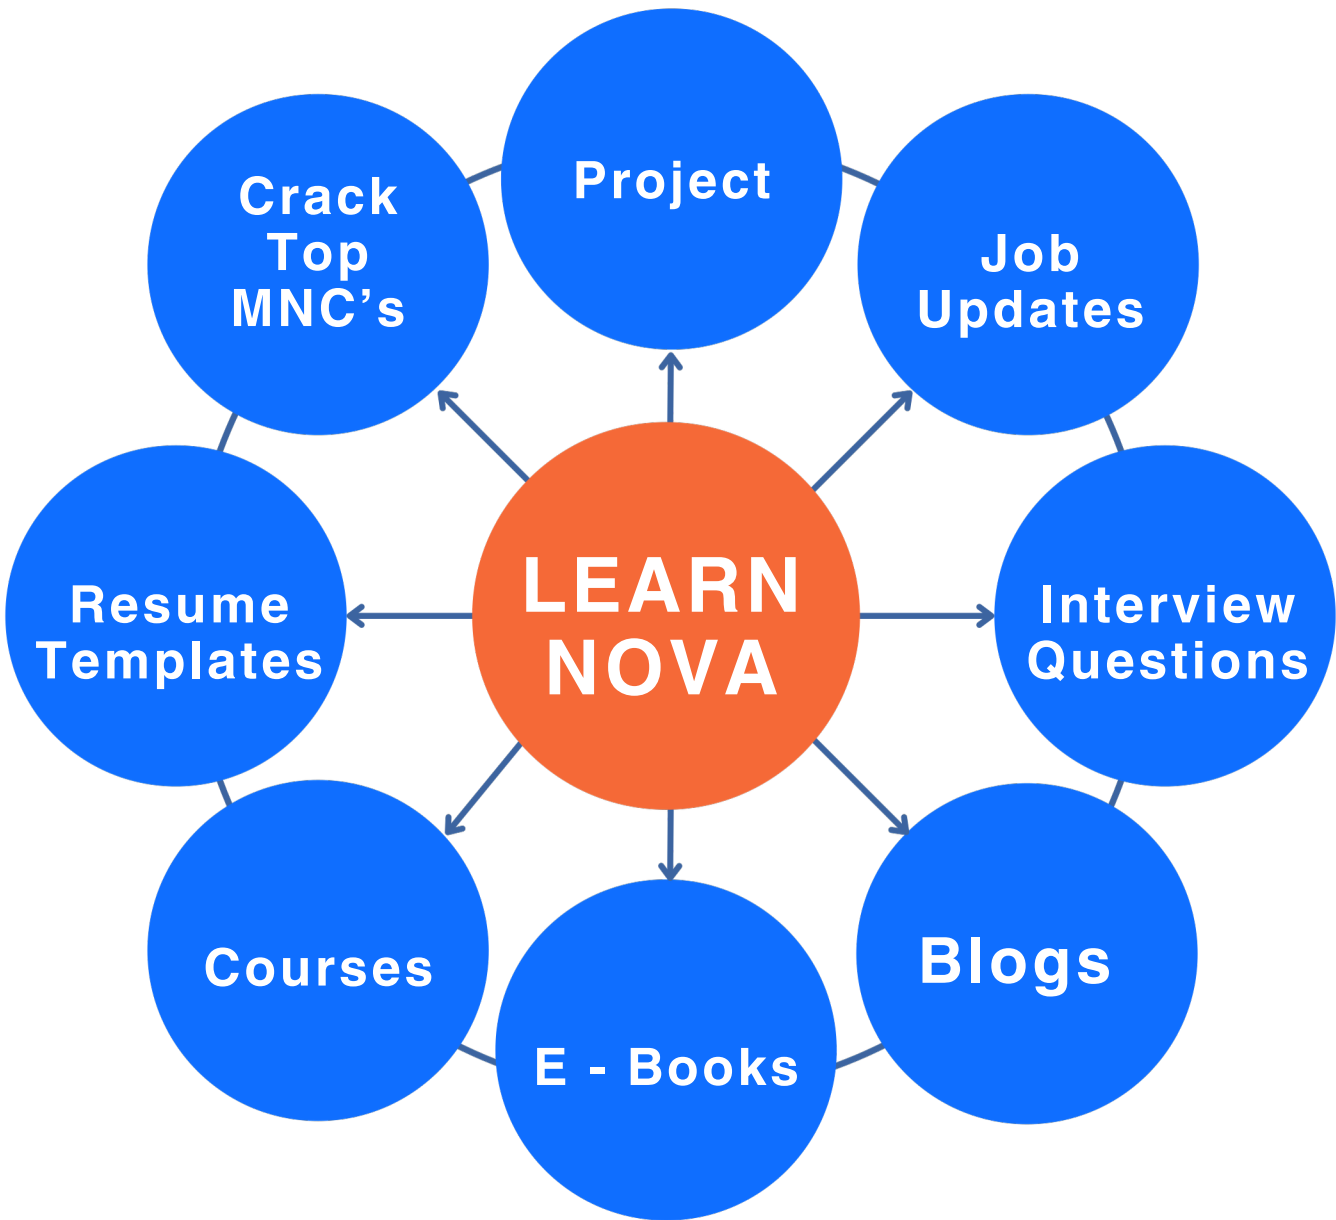 Project
Crack
Top
MNC’s
Job
Updates
LEARN
NOVA
Resume
Templates
Interview
Questions
Courses
Blogs
E - Books